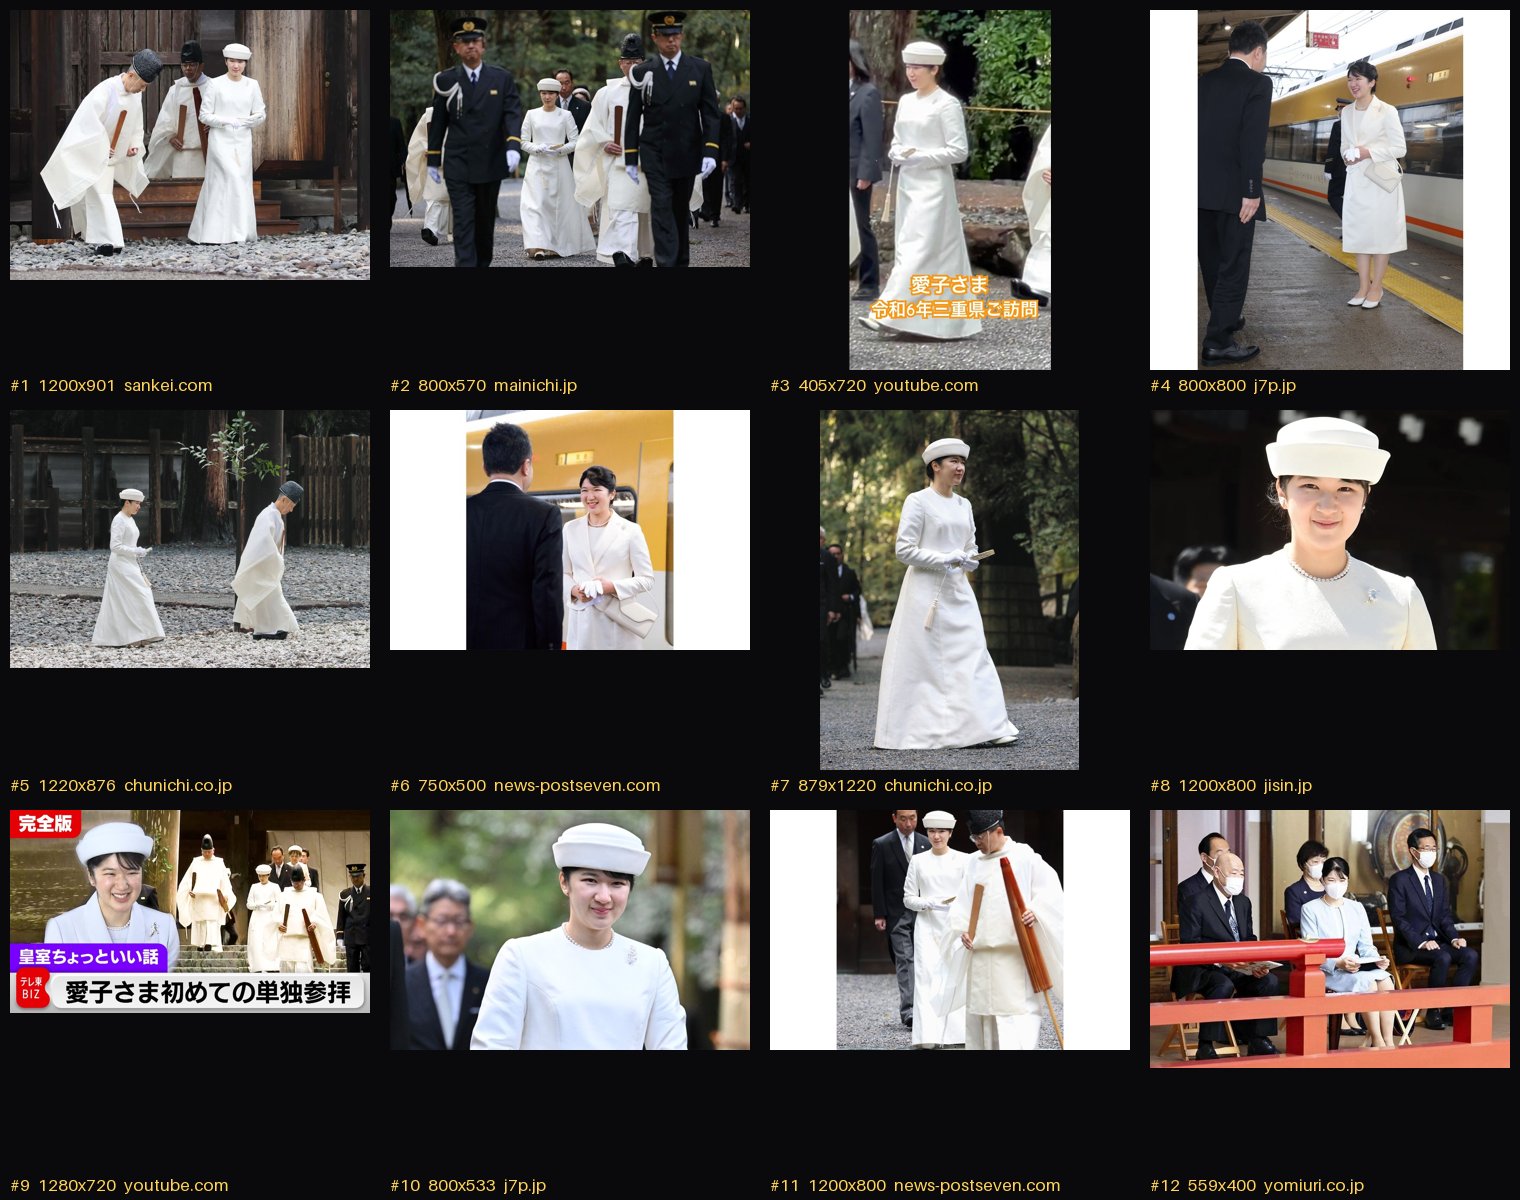 愛子さま
令和6年三重県ご訪問
#1 1200x901 sankei.com
#2 800x570 mainichi.jp
#3 405x720 youtube.com
#4 800x800 j7p.jp
#5 1220x876 chunichi.co.jp
#6 750x500 news-postseven.com
#7 879x1220 chunichi.co.jp
#8 1200x800 jisin.jp
完全版
皇室ちょっといい話
テレ東
BIZ
愛子さま初めての単独参拝
#9 1280x720 youtube.com
#10 800x533 j7p.jp
#11 1200x800 news-postseven.com
#12 559x400 yomiuri.co.jp